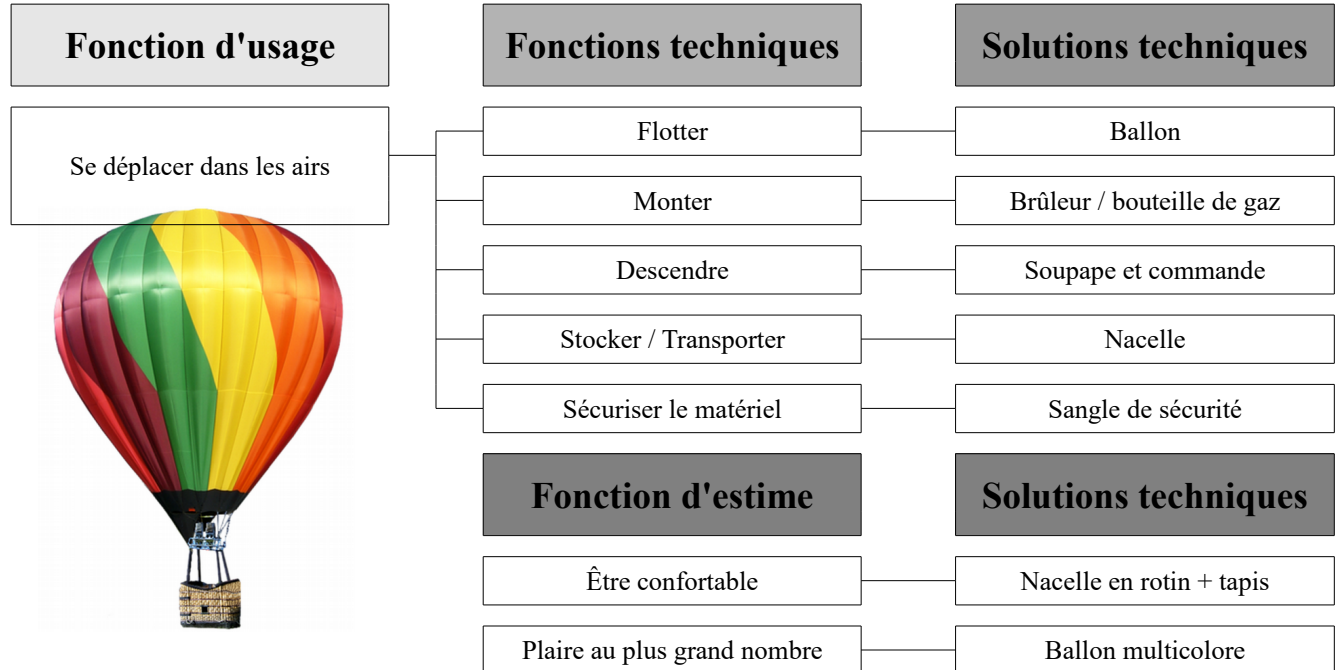 Fonction d'usage
Fonctions techniques
Solutions techniques
Se déplacer dans les airs
Flotter
Ballon
Monter
Brûleur / bouteille de gaz
Descendre
Soupape et commande
Stocker / Transporter
Nacelle
Sécuriser le matériel
Sangle de sécurité
Fonction d'estime
Solutions techniques
Être confortable
Nacelle en rotin + tapis
Plaire au plus grand nombre
Ballon multicolore